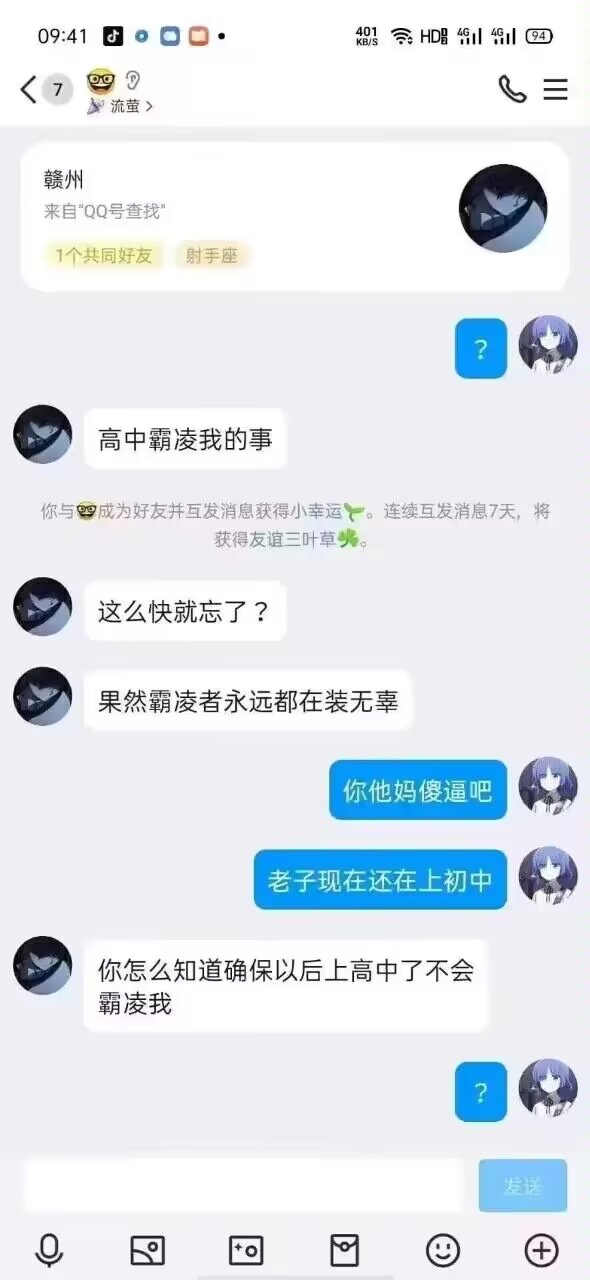 09:41
401
KB/S
HD
4G
4G
94
7
流萤
赣州
来自"QQ号查找"
1个共同好友 射手座
?
高中霸凌我的事
你与🤓成为好友并互发消息获得小幸运🌱。连续互发消息7天，将
获得友谊三叶草☘️。
这么快就忘了？
果然霸凌者永远都在装无辜
你他妈傻逼吧
老子现在还在上初中
你怎么知道确保以后上高中了不会
霸凌我
?
发送